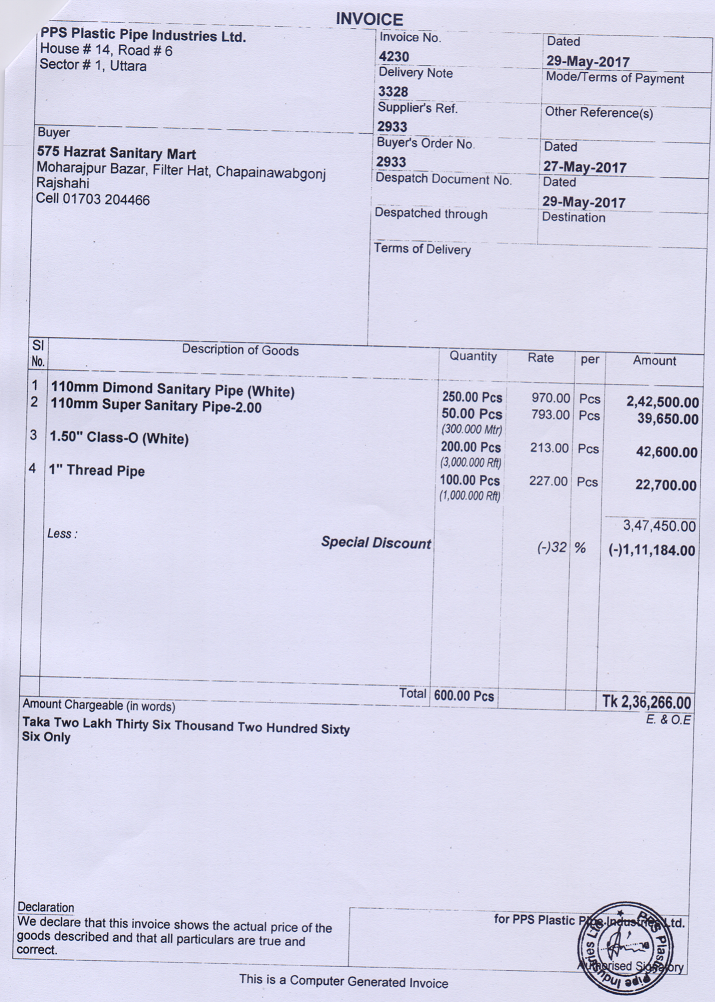 INVOICE
PPS Plastic Pipe Industries Ltd.
House # 14, Road # 6
Sector # 1, Uttara
Invoice No.
4230
Dated
29-May-2017
Delivery Note
3328
Mode/Terms of Payment
Supplier's Ref.
2933
Other Reference(s)
Buyer
575 Hazrat Sanitary Mart
Moharajpur Bazar, Filter Hat, Chapainawabgonj
Rajshahi
Cell 01703 204466
Buyer's Order No.
2933
Dated
27-May-2017
Despatch Document No.
Dated
29-May-2017
Despatched through
Destination
Terms of Delivery
Sl No. Description of Goods Quantity Rate per Amount
1 110mm Dimond Sanitary Pipe (White) 250.00 Pcs 970.00 Pcs 2,42,500.00
2 110mm Super Sanitary Pipe-2.00 50.00 Pcs 793.00 Pcs 39,650.00
(300.000 Mtr)
3 1.50" Class-O (White) 200.00 Pcs 213.00 Pcs 42,600.00
(3,000.000 Rft)
4 1" Thread Pipe 100.00 Pcs 227.00 Pcs 22,700.00
(1,000.000 Rft)
3,47,450.00
Less : Special Discount (-)32 % (-)1,11,184.00
Total 600.00 Pcs Tk 2,36,266.00
Amount Chargeable (in words) E. & O.E
Taka Two Lakh Thirty Six Thousand Two Hundred Sixty
Six Only
Declaration
We declare that this invoice shows the actual price of the
goods described and that all particulars are true and
correct.
for PPS Plastic Pipe Industries Ltd.
PPS Plastic Pipe Industries Ltd.
Authorised Signatory
This is a Computer Generated Invoice